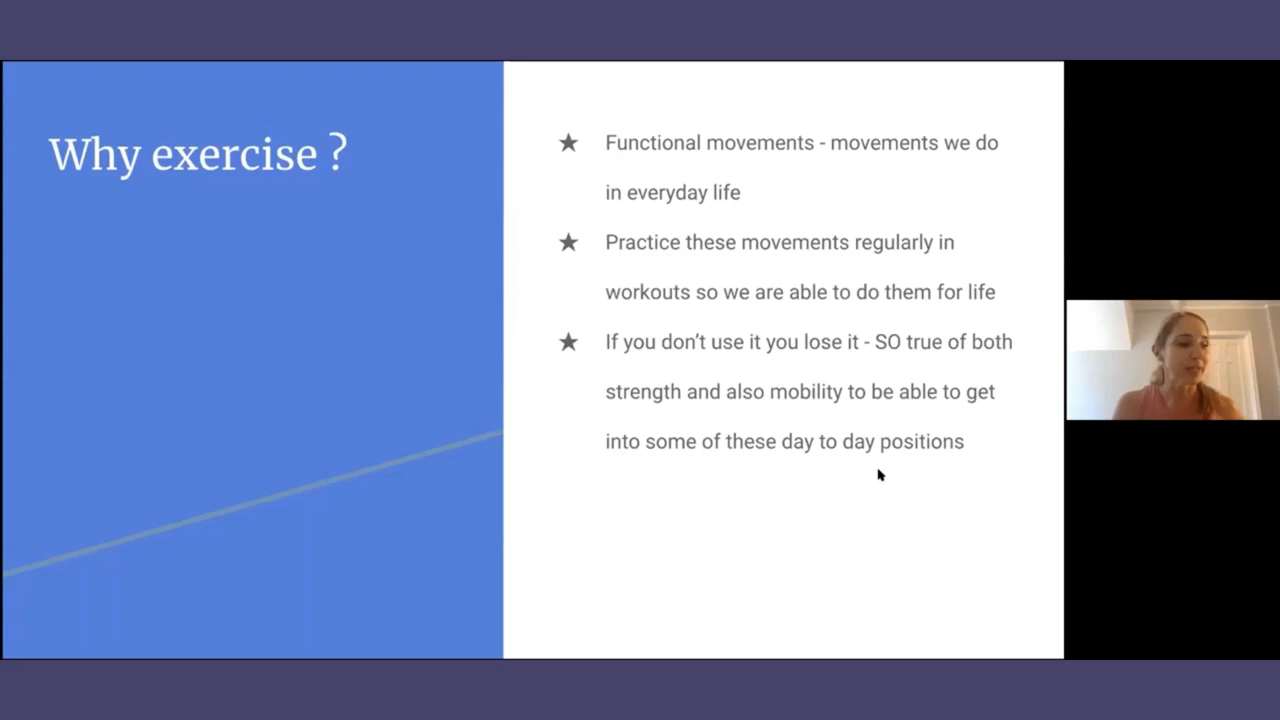 Why exercise ?
★ Functional movements - movements we do
in everyday life
★ Practice these movements regularly in
workouts so we are able to do them for life
★ If you don’t use it you lose it - SO true of both
strength and also mobility to be able to get
into some of these day to day positions